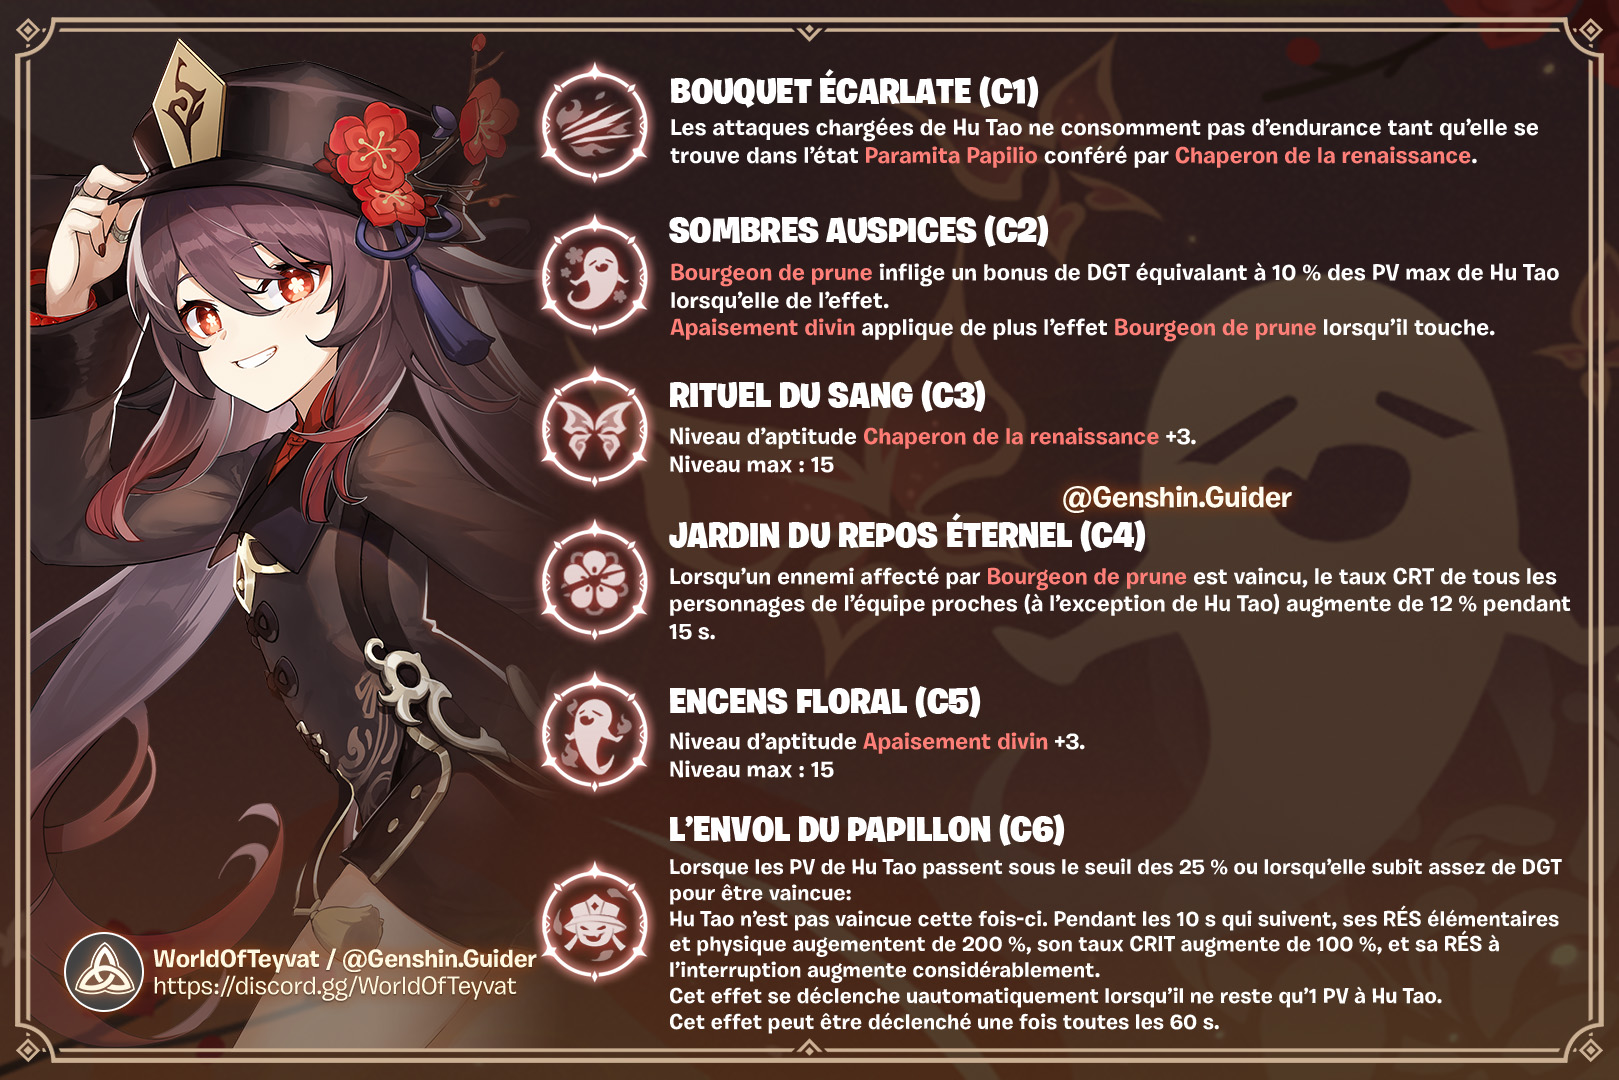 BOUQUET ÉCARLATE (C1)
Les attaques chargées de Hu Tao ne consomment pas d'endurance tant qu'elle se
trouve dans l'état Paramita Papilio conféré par Chaperon de la renaissance.
SOMBRES AUSPICES (C2)
Bourgeon de prune inflige un bonus de DGT équivalant à 10 % des PV max de Hu Tao
lorsqu'elle de l'effet.
Apaisement divin applique de plus l'effet Bourgeon de prune lorsqu'il touche.
RITUEL DU SANG (C3)
Niveau d'aptitude Chaperon de la renaissance +3.
Niveau max : 15
@Genshin.Guider
JARDIN DU REPOS ÉTERNEL (C4)
Lorsqu'un ennemi affecté par Bourgeon de prune est vaincu, le taux CRT de tous les
personnages de l'équipe proches (à l'exception de Hu Tao) augmente de 12 % pendant
15 s.
ENCENS FLORAL (C5)
Niveau d'aptitude Apaisement divin +3.
Niveau max : 15
L'ENVOL DU PAPILLON (C6)
Lorsque les PV de Hu Tao passent sous le seuil des 25 % ou lorsqu'elle subit assez de DGT
pour être vaincue:
Hu Tao n'est pas vaincue cette fois-ci. Pendant les 10 s qui suivent, ses RÉS élémentaires
et physique augementent de 200 %, son taux CRIT augmente de 100 %, et sa RÉS à
l'interruption augmente considérablement.
Cet effet se déclenche uautomatiquement lorsqu'il ne reste qu'1 PV à Hu Tao.
Cet effet peut être déclenché une fois toutes les 60 s.
WorldOfTeyvat / @Genshin.Guider
https://discord.gg/WorldOfTeyvat